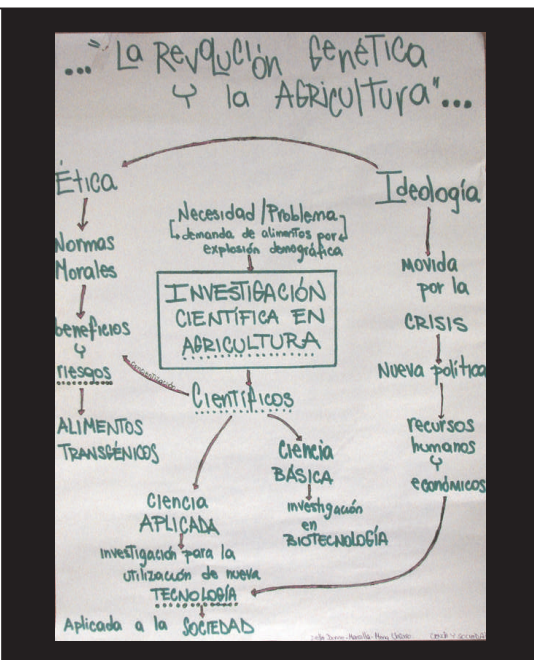 ..."La Revolución Genética
y la Agricultura"...
Ética
Ideología
Necesidad/Problema
demanda de alimentos por
explosión demográfica
Normas
Morales
movida
por la
CRISIS
INVESTIGACIÓN
CIENTÍFICA EN
AGRICULTURA
beneficios
y
riesgos
Nueva política
Científicos
ALIMENTOS
TRANSGÉNICOS
recursos
humanos
y
económicos
Ciencia
BÁSICA
investigación
en
BIOTECNOLOGÍA
Ciencia
APLICADA
investigación para la
utilización de nueva
TECNOLOGÍA
Aplicada a la SOCIEDAD